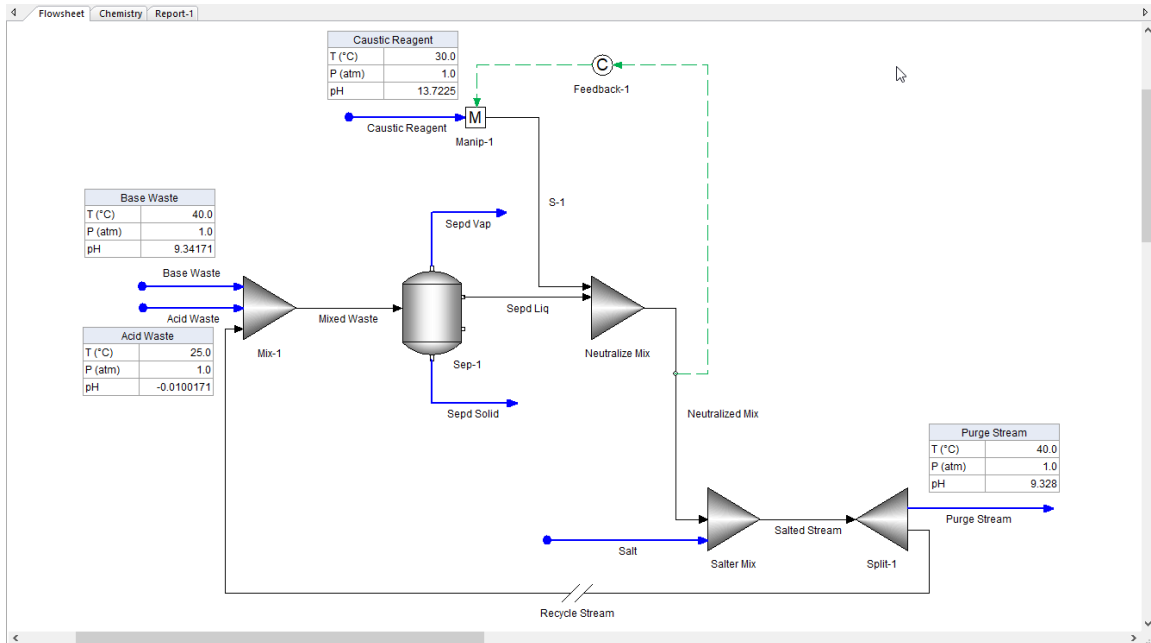 Flowsheet Chemistry Report-1
Caustic Reagent
T (°C) 30.0
P (atm) 1.0
pH 13.7225
C
Feedback-1
M
Caustic Reagent
Manip-1
Base Waste
T (°C) 40.0
P (atm) 1.0
pH 9.34171
S-1
Sepd Vap
Base Waste
Acid Waste
Mixed Waste
Sepd Liq
Acid Waste
T (°C) 25.0
P (atm) 1.0
pH -0.0100171
Mix-1
Sep-1
Neutralize Mix
Sepd Solid
Neutralized Mix
Purge Stream
T (°C) 40.0
P (atm) 1.0
pH 9.328
Salt
Salter Mix
Salted Stream
Split-1
Purge Stream
Recycle Stream